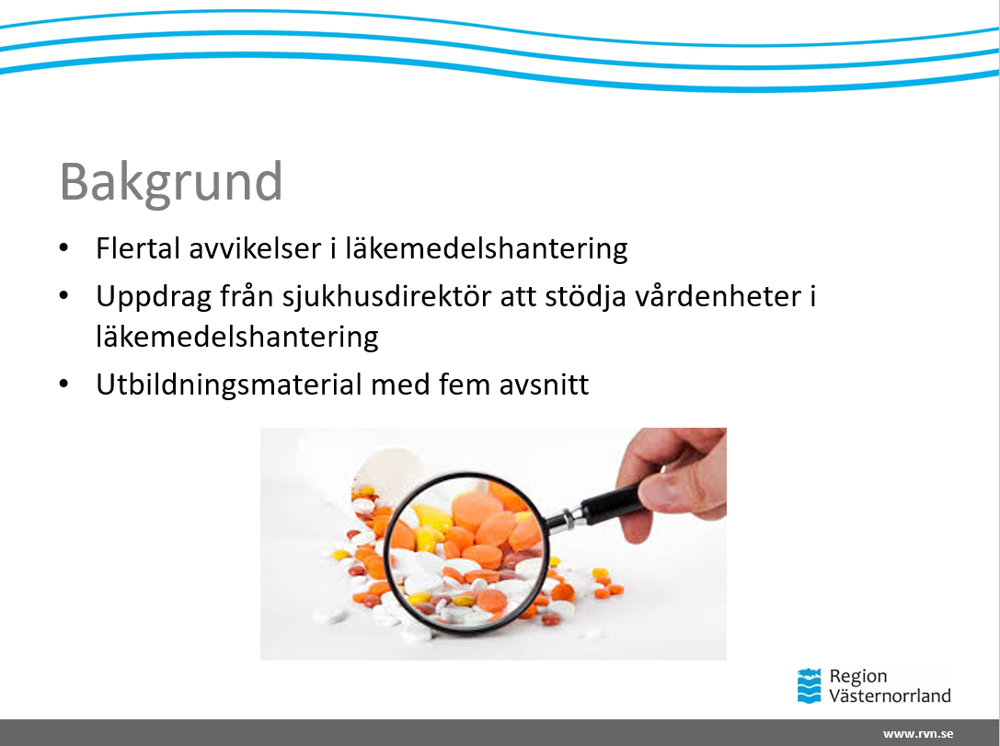 Bakgrund
• Flertal avvikelser i läkemedelshantering
• Uppdrag från sjukhusdirektör att stödja vårdenheter i
läkemedelshantering
• Utbildningsmaterial med fem avsnitt
Region
Västernorrland
www.rvn.se